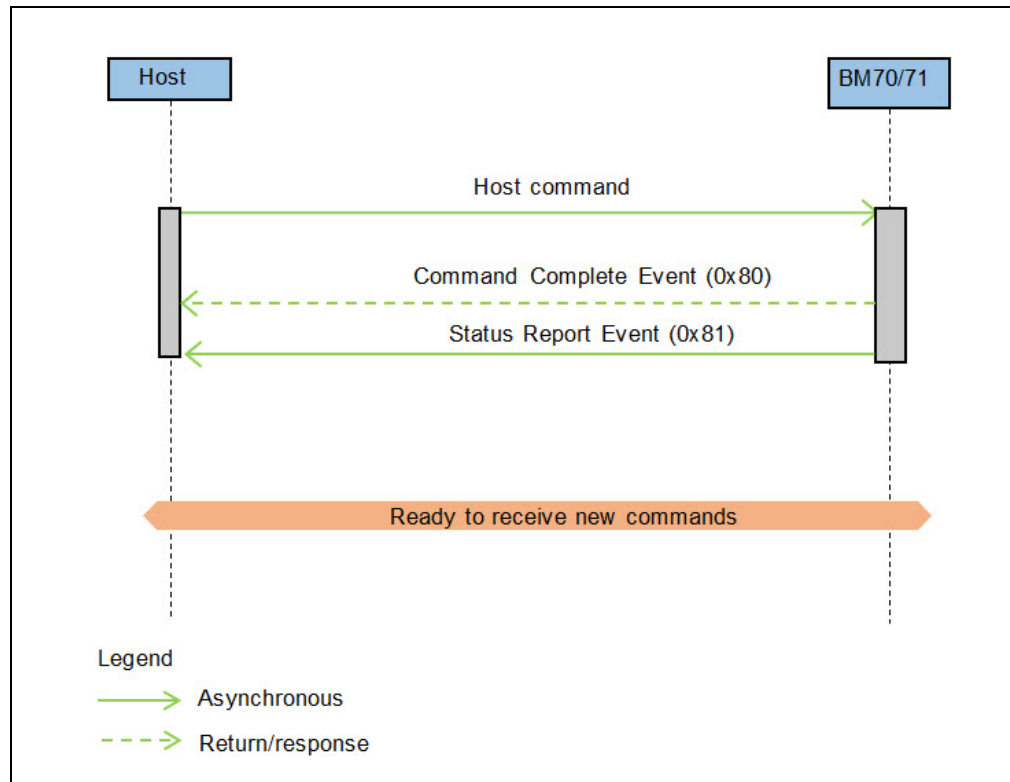 Host
BM70/71
Host command
Command Complete Event (0x80)
Status Report Event (0x81)
Ready to receive new commands
Legend
Asynchronous
Return/response